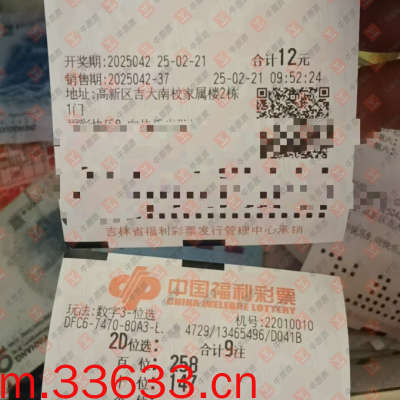 开奖期:2025042 25-02-21 合计12元
销售期:2025042-37 25-02-21 09:52:24
地址:高新区吉大南校家属楼2栋
1门
吉林省福利彩票发行管理中心承销
中国福利彩票
CHINA WELFARE LOTTERY
玩法:数字3-位选 机号:22010010
DFC6-7470-8QA3-L. 4729/13465496/D041B
2D位选: 合计9注
百位: 258
位: 147
m.33633.cn